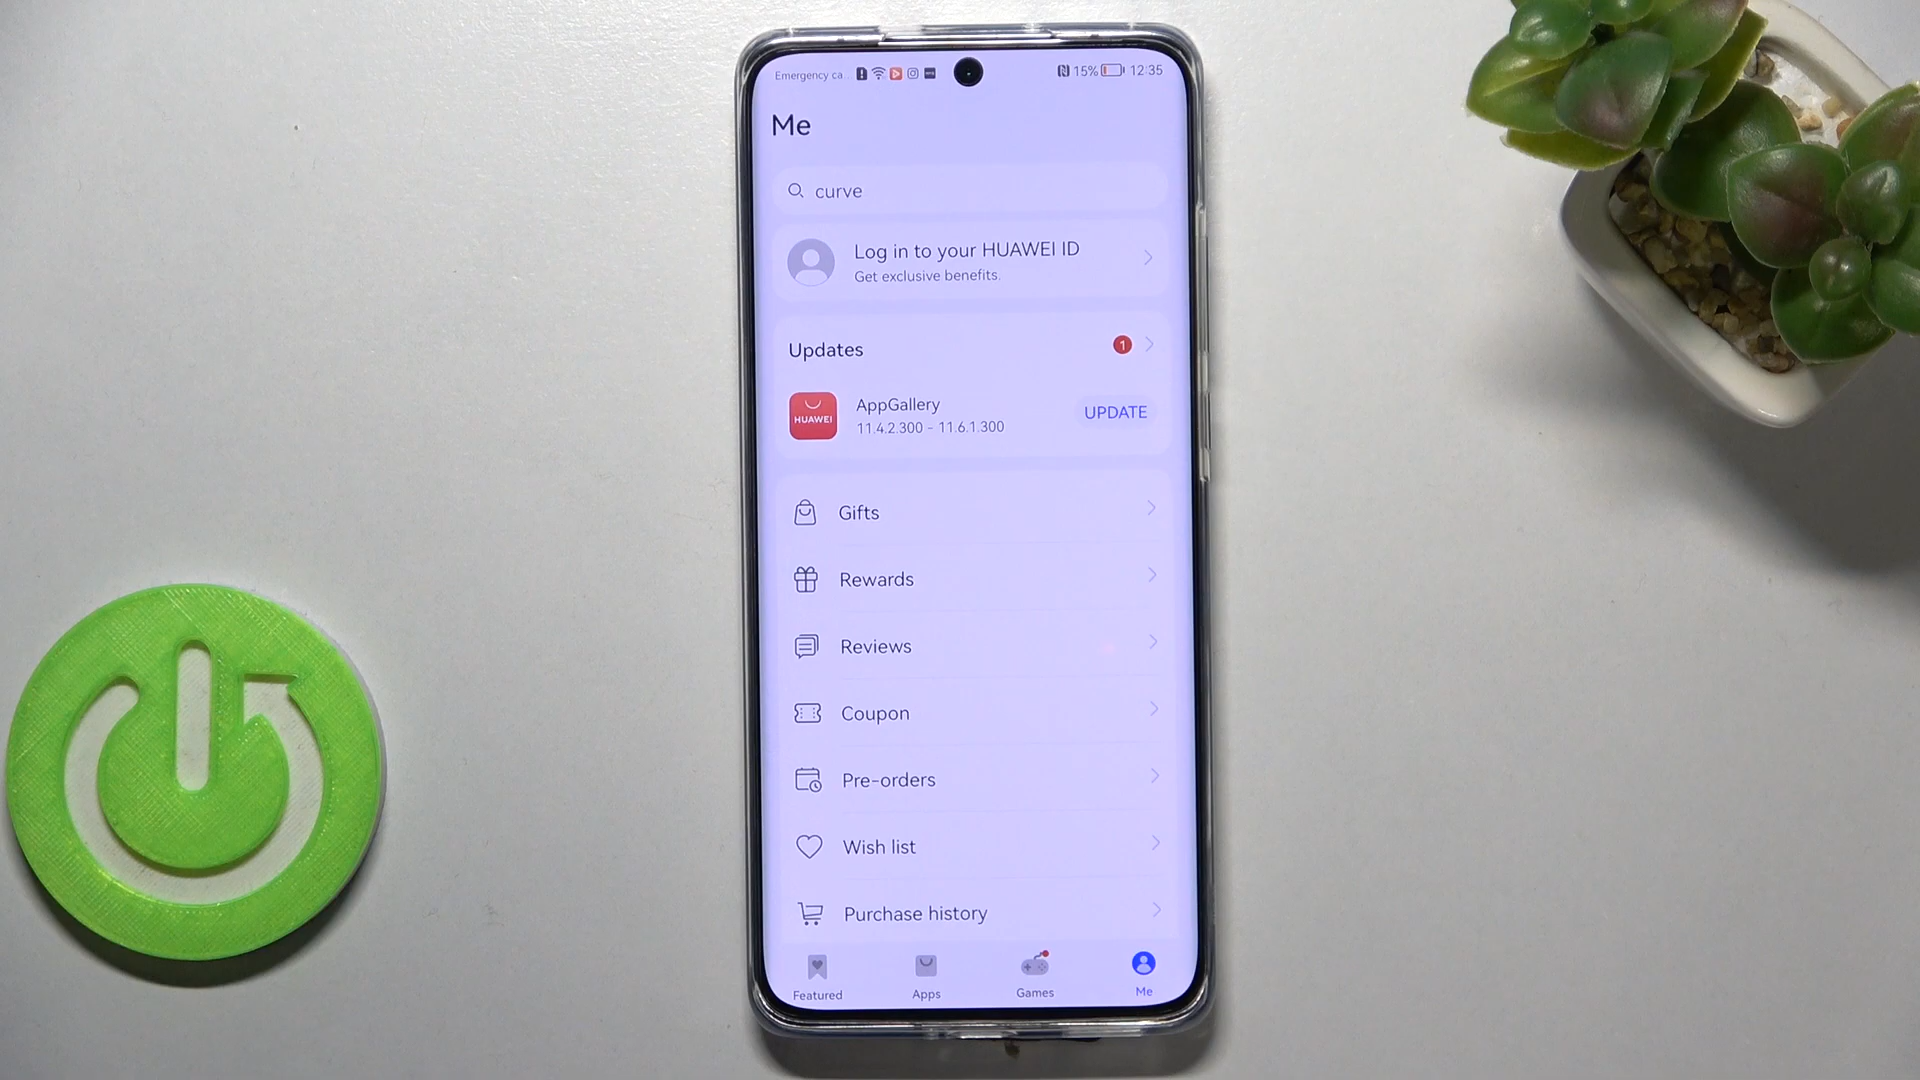 Emergency ca... 15% 12:35
Me
curve
Log in to your HUAWEI ID
Get exclusive benefits.
Updates 1
AppGallery
HUAWEI
11.4.2.300 - 11.6.1.300
UPDATE
Gifts
Rewards
Reviews
Coupon
Pre-orders
Wish list
Purchase history
Featured Apps Games Me